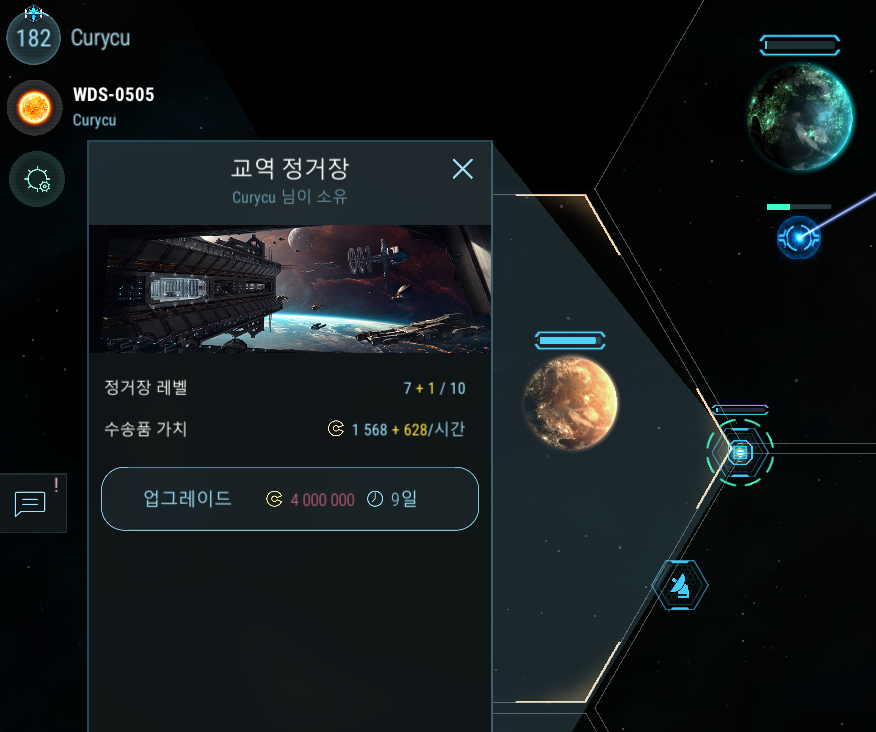 182 Curycu
WDS-0505
Curycu
교역 정거장
Curycu 님이 소유
정거장 레벨 7 + 1 / 10
수송품 가치 1 568 + 628/시간
업그레이드 4 000 000 9일
!